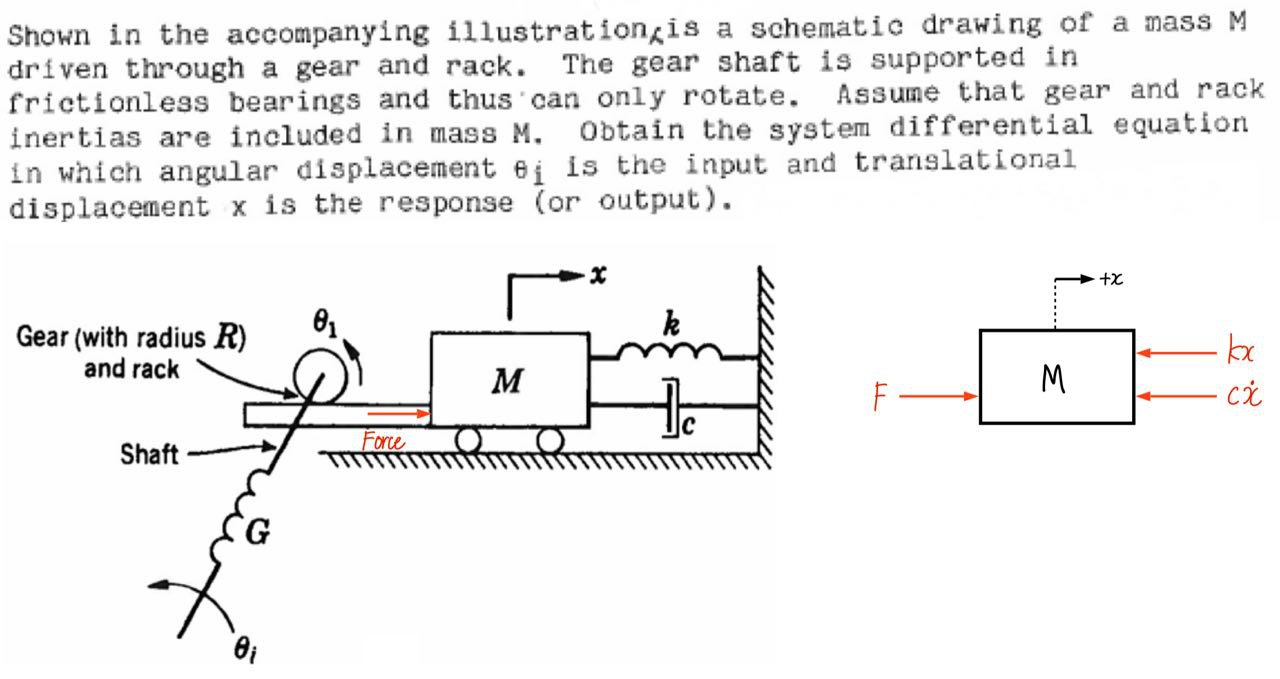 Shown in the accompanying illustration, is a schematic drawing of a mass M
driven through a gear and rack. The gear shaft is supported in
frictionless bearings and thus can only rotate. Assume that gear and rack
inertias are included in mass M. Obtain the system differential equation
in which angular displacement θi is the input and translational
displacement x is the response (or output).
x
+x
Gear (with radius R)
and rack
θ1
k
M
M
kx
F
cẋ
c
Force
Shaft
G
θi